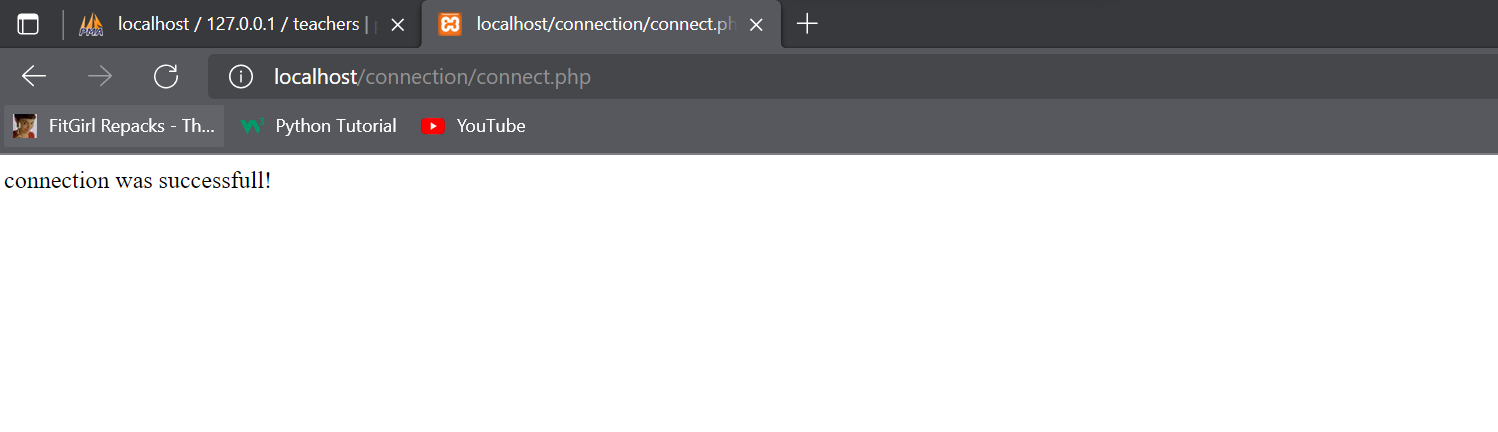 localhost / 127.0.0.1 / teachers |
localhost/connection/connect.ph
localhost/connection/connect.php
FitGirl Repacks - Th... Python Tutorial YouTube
connection was successfull!